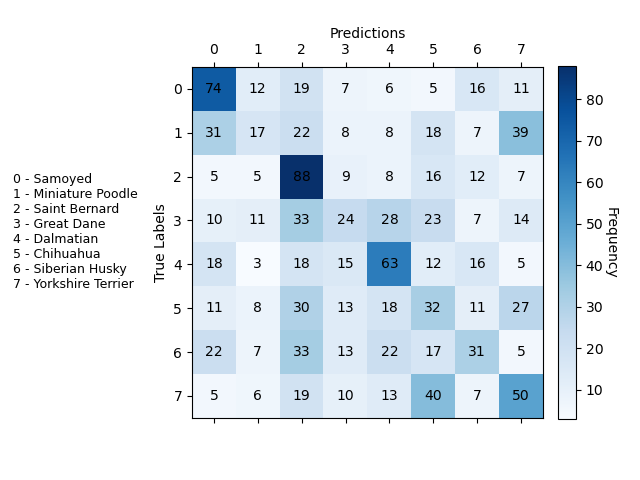 Predictions
0 1 2 3 4 5 6 7
0 74 12 19 7 6 5 16 11
1 31 17 22 8 8 18 7 39
2 5 5 88 9 8 16 12 7
3 10 11 33 24 28 23 7 14
4 18 3 18 15 63 12 16 5
5 11 8 30 13 18 32 11 27
6 22 7 33 13 22 17 31 5
7 5 6 19 10 13 40 7 50
True Labels
0 - Samoyed
1 - Miniature Poodle
2 - Saint Bernard
3 - Great Dane
4 - Dalmatian
5 - Chihuahua
6 - Siberian Husky
7 - Yorkshire Terrier
80
70
60
50
40
30
20
10
Frequency